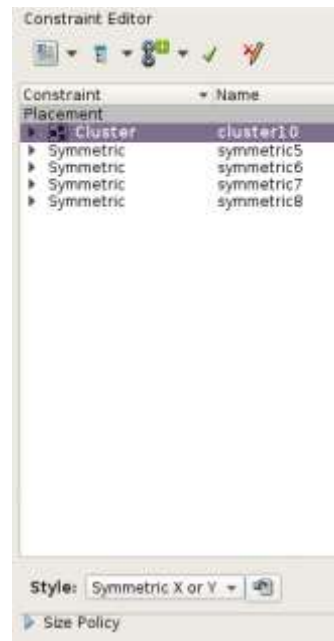 Constraint Editor
Constraint Name
Placement
Cluster cluster10
Symmetric symmetric5
Symmetric symmetric6
Symmetric symmetric7
Symmetric symmetric8
Style: Symmetric X or Y
Size Policy